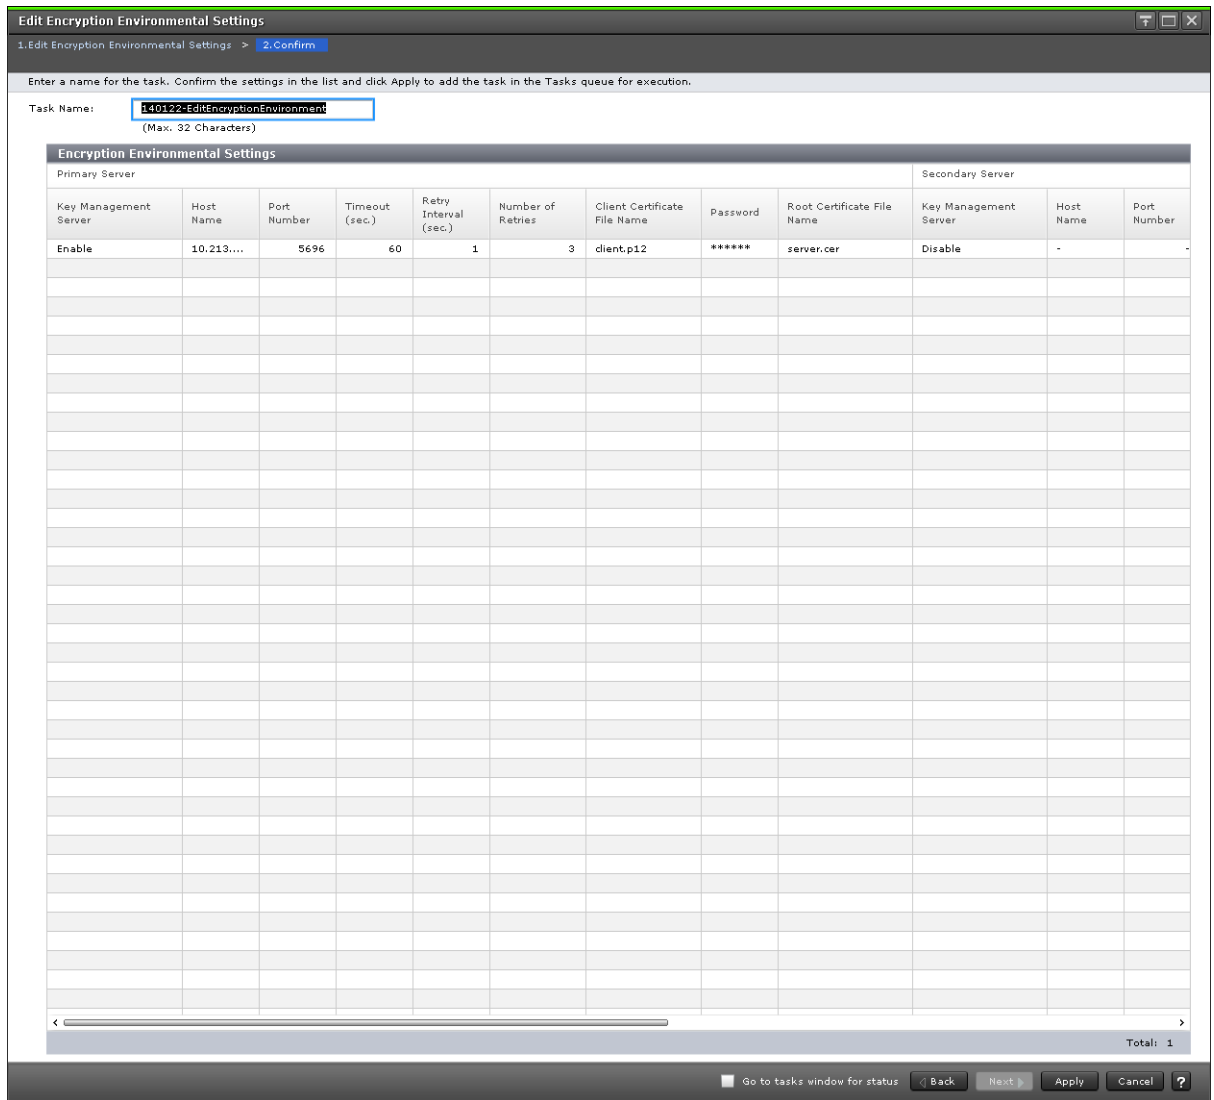 Edit Encryption Environmental Settings
1.Edit Encryption Environmental Settings > 2.Confirm
Enter a name for the task. Confirm the settings in the list and click Apply to add the task in the Tasks queue for execution.
Task Name: 140122-EditEncryptionEnvironment
(Max. 32 Characters)
Encryption Environmental Settings
Primary Server Secondary Server
Key Management Server Host Name Port Number Timeout (sec.) Retry Interval (sec.) Number of Retries Client Certificate File Name Password Root Certificate File Name Key Management Server Host Name Port Number
Enable 10.213.... 5696 60 1 3 client.p12 ****** server.cer Disable - -
Total: 1
Go to tasks window for status Back Next Apply Cancel ?